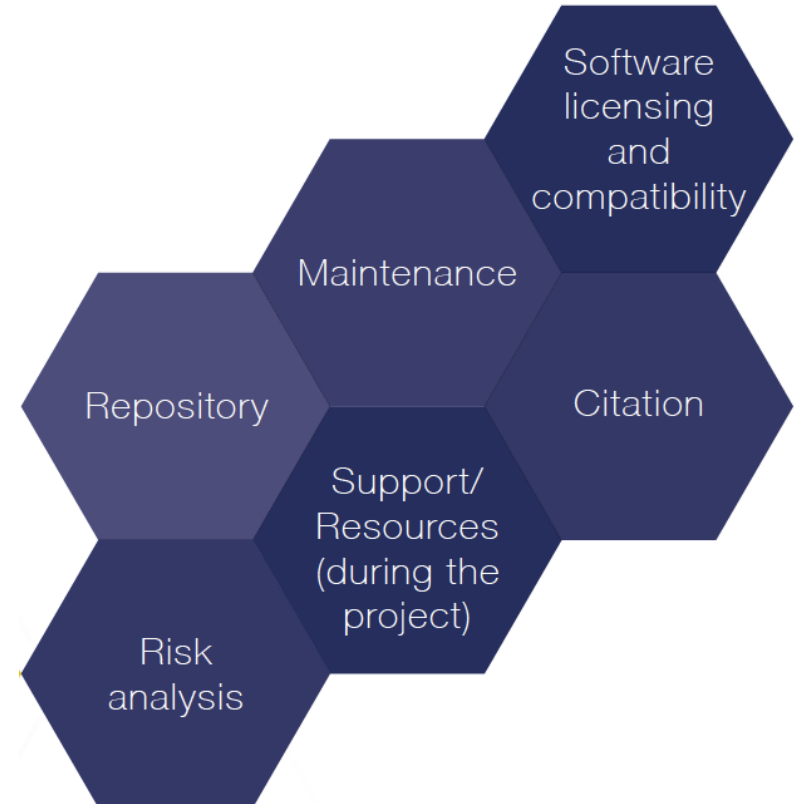 Software
licensing
and
compatibility
Maintenance
Repository
Citation
Support/
Resources
(during the
project)
Risk
analysis